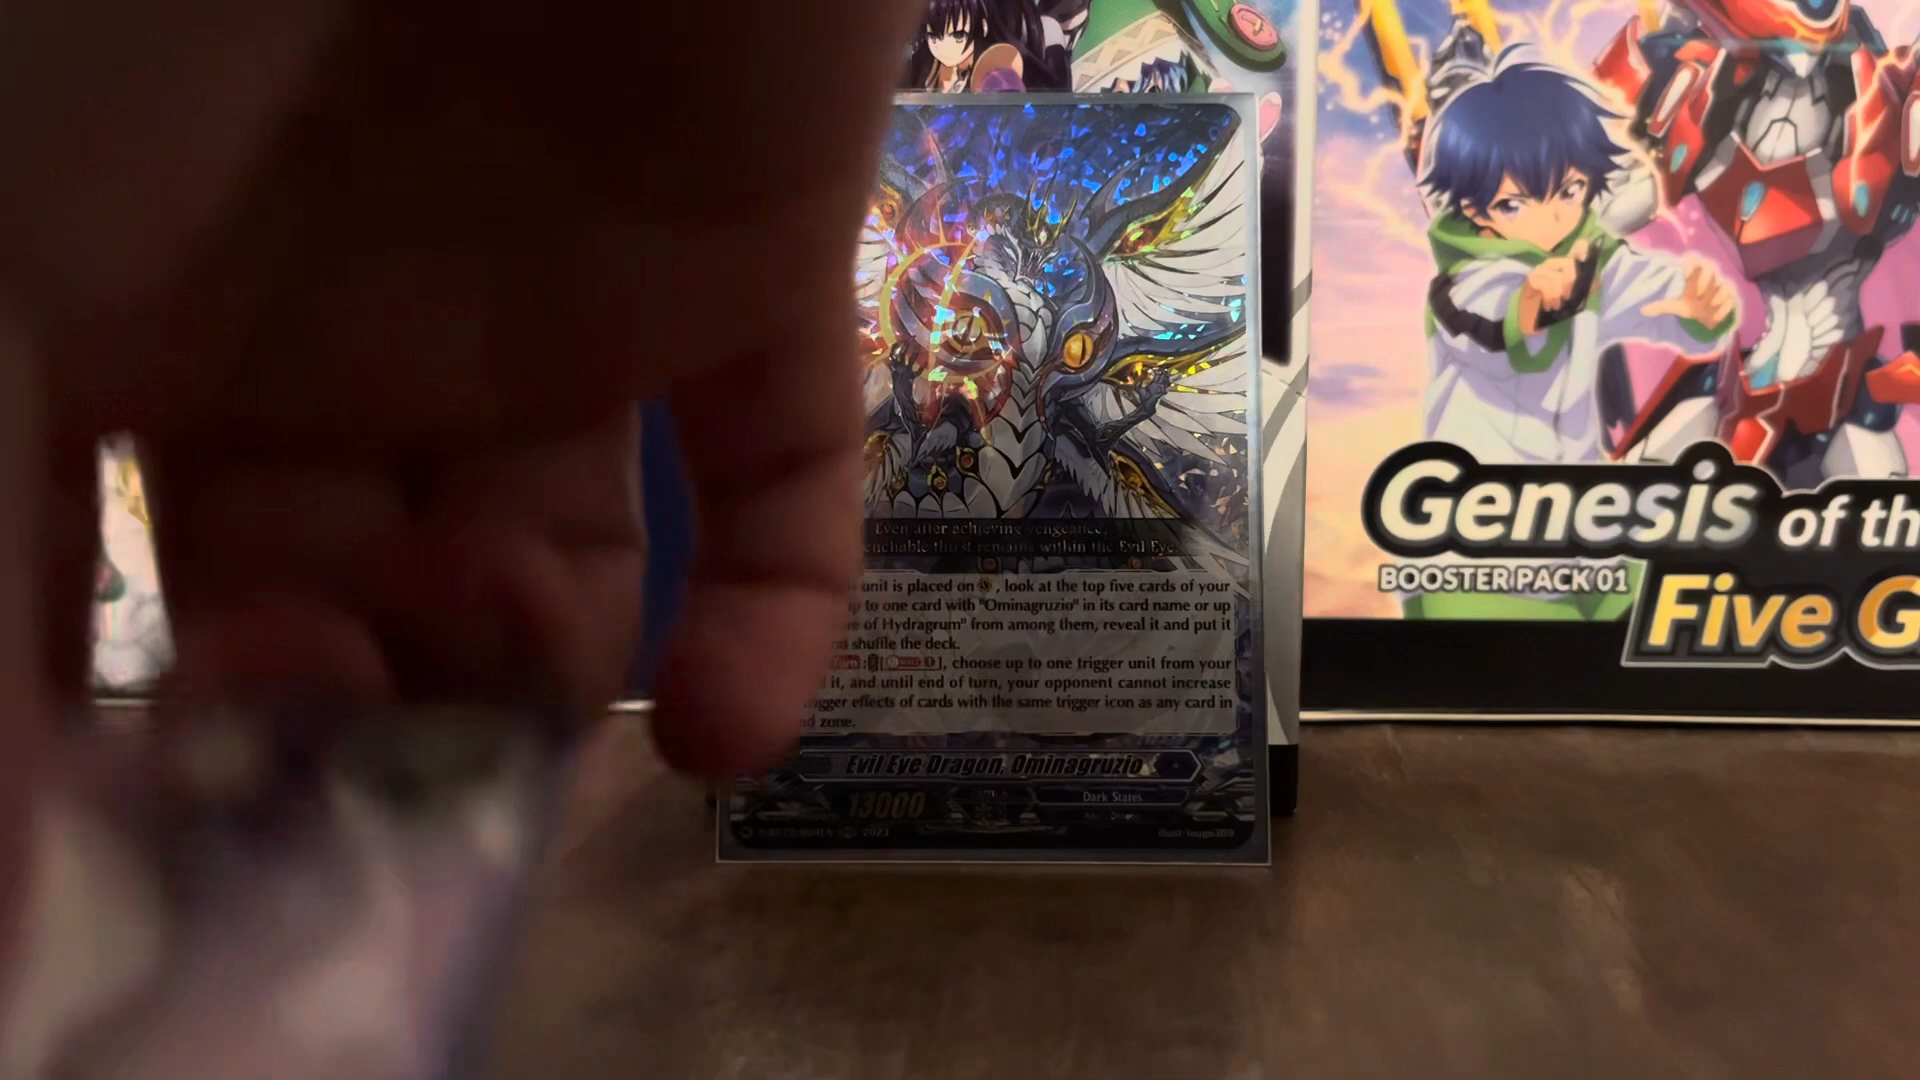 Even after achieving vengeance,
thirst remains within the Evil Eye.
unit is placed on , look at the top five cards of your
to one card with "Ominagruzio" in its card name or up
of Hydragrum" from among them, reveal it and put it
shuffle the deck.
, choose up to one trigger unit from your
it, and until end of turn, your opponent cannot increase
effects of cards with the same trigger icon as any card in
zone.
Evil Eye Dragon, Ominagruzio
13000
Dark States
2023
Genesis of
BOOSTER PACK 01
Five